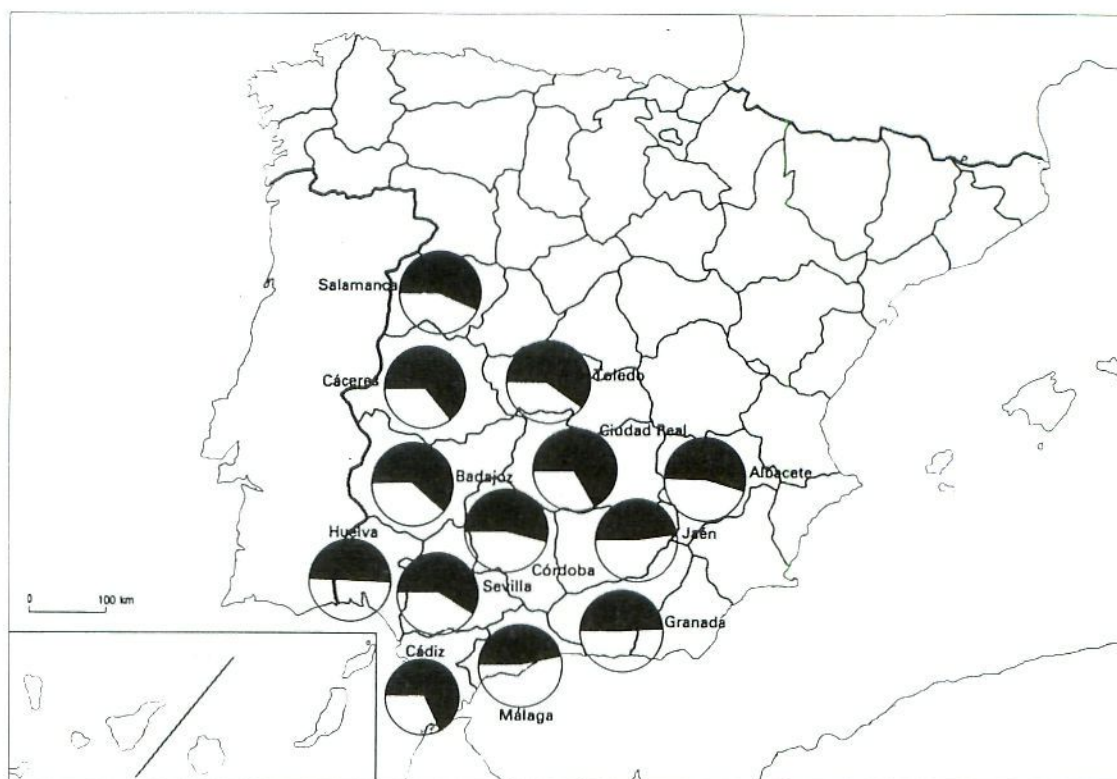 Salamanca
Cáceres
Toledo
Ciudad Real
Badajoz
Albacete
Huelva
Jaén
Córdoba
Sevilla
0 100 km
Granada
Cádiz
Málaga